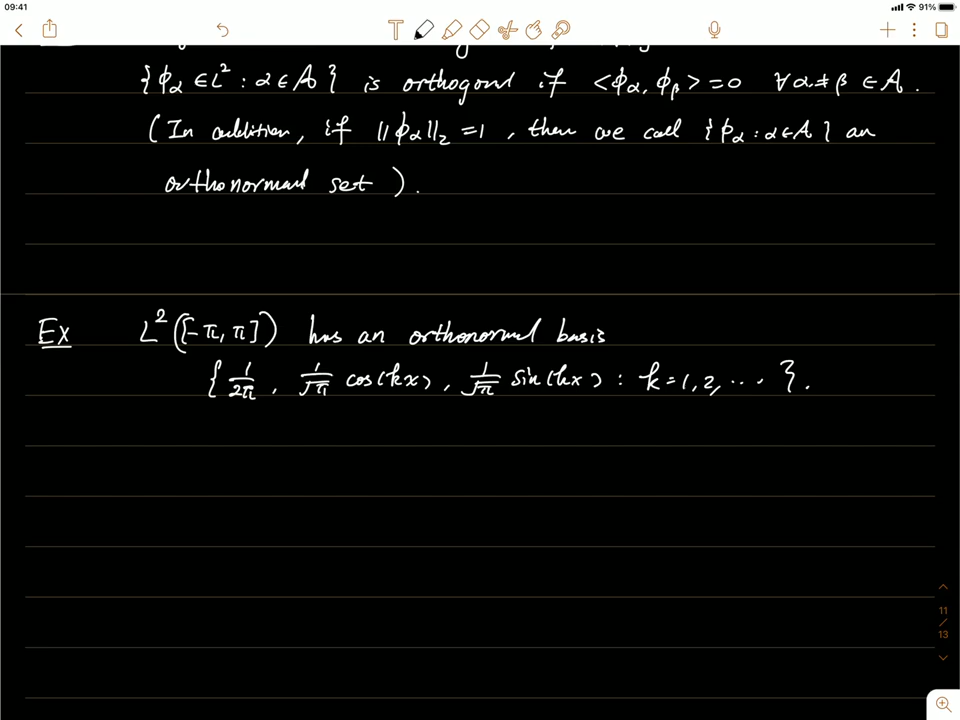 09:41
91%
{ϕ_α ∈ L² : α ∈ A} is orthogonal if <ϕ_α, ϕ_β> = 0 ∀α ≠ β ∈ A.
(In addition, if ||ϕ_α||₂ = 1, then we call {ϕ_α : α ∈ A} an
orthonormal set).
Ex L²([-π, π]) has an orthonormal basis
{ 1/2π, 1/√π cos(kx), 1/√π sin(kx) : k = 1, 2, ... }.
11
/
13